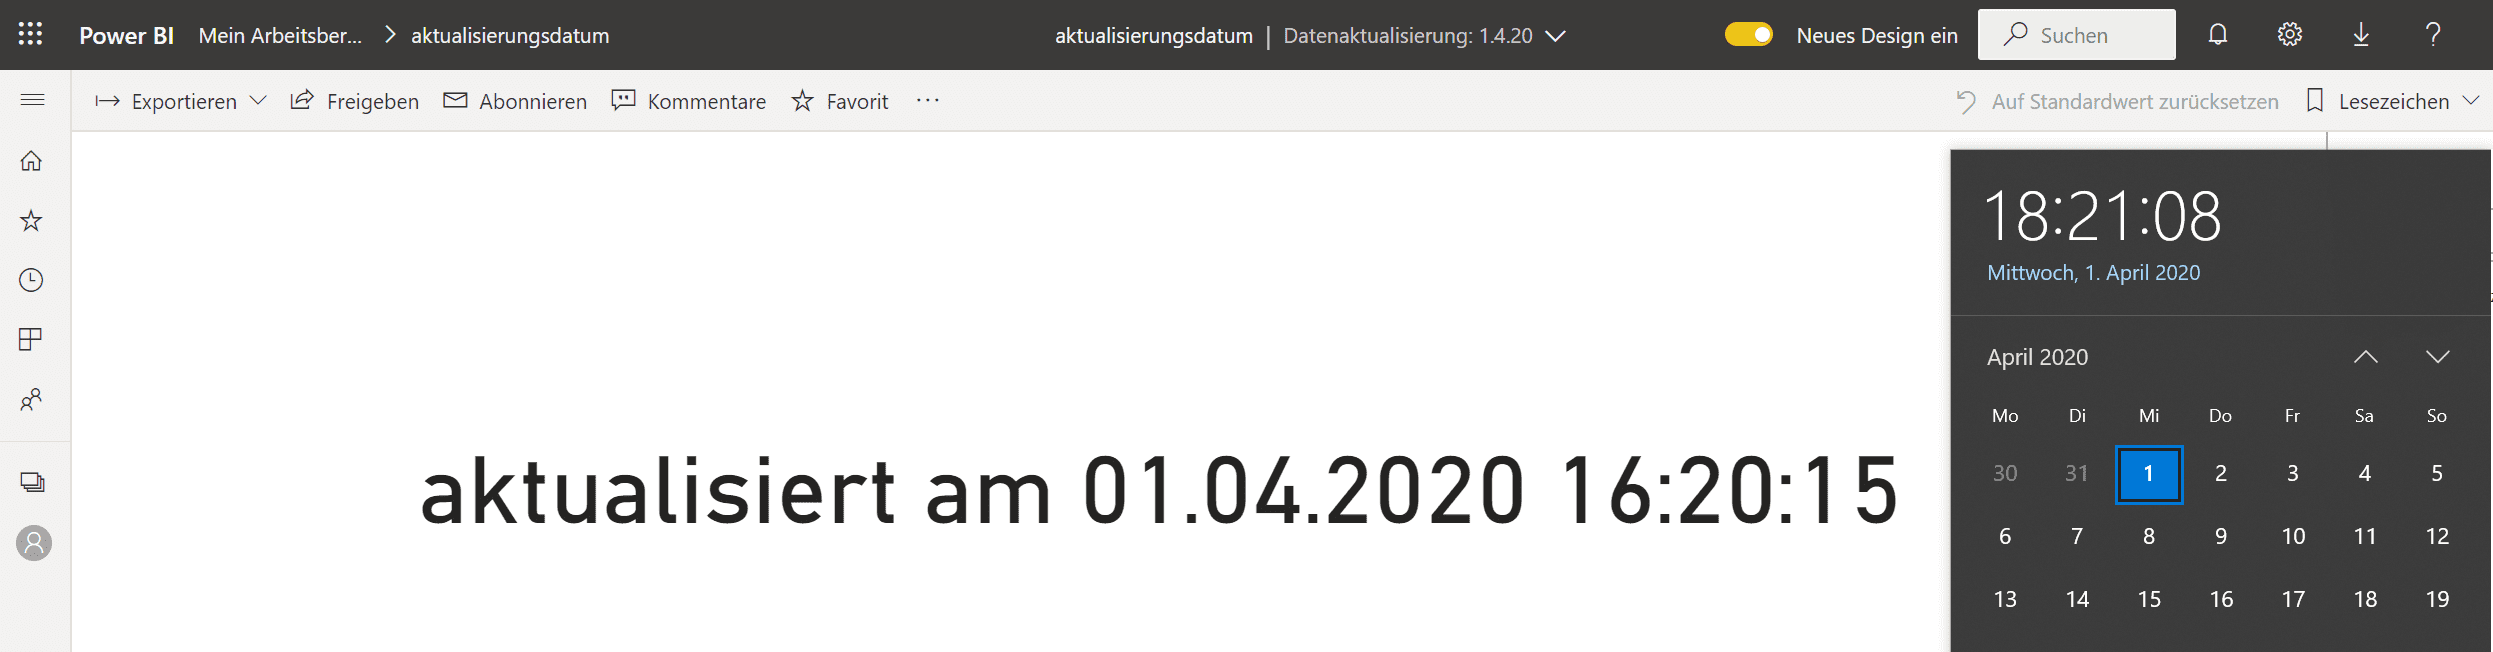 Power BI Mein Arbeitsber... aktualisierungsdatum aktualisierungsdatum | Datenaktualisierung: 1.4.20 Neues Design ein Suchen
Exportieren Freigeben Abonnieren Kommentare Favorit ... Auf Standardwert zurücksetzen Lesezeichen
18:21:08
Mittwoch, 1. April 2020
April 2020
Mo Di Mi Do Fr Sa So
30 31 1 2 3 4 5
aktualisiert am 01.04.2020 16:20:15
6 7 8 9 10 11 12
13 14 15 16 17 18 19